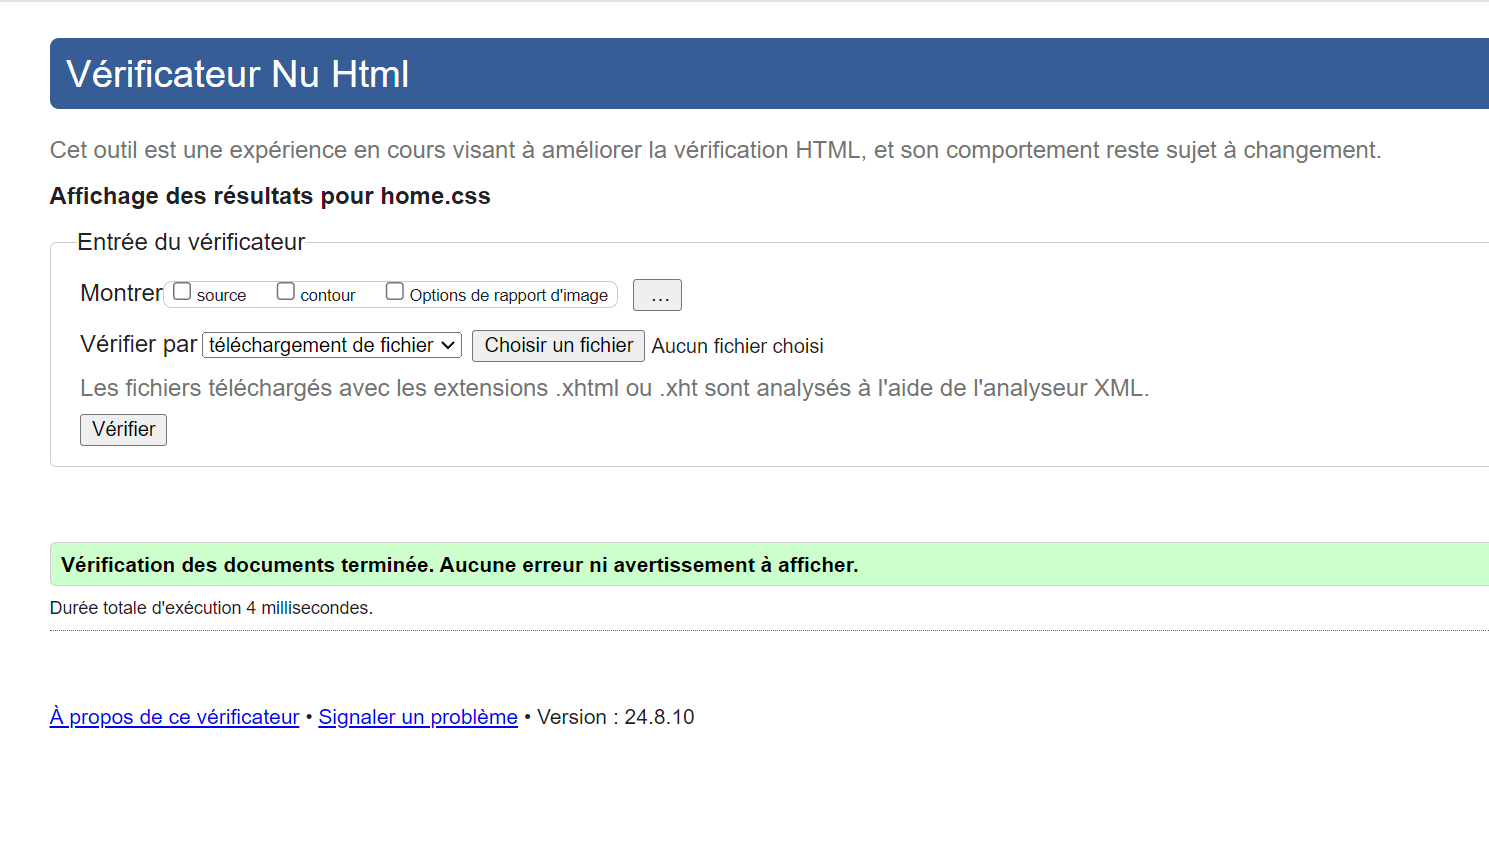 Vérificateur Nu Html
Cet outil est une expérience en cours visant à améliorer la vérification HTML, et son comportement reste sujet à changement.
Affichage des résultats pour home.css
Entrée du vérificateur
Montrer source contour Options de rapport d'image ...
Vérifier par téléchargement de fichier Choisir un fichier Aucun fichier choisi
Les fichiers téléchargés avec les extensions .xhtml ou .xht sont analysés à l'aide de l'analyseur XML.
Vérifier
Vérification des documents terminée. Aucune erreur ni avertissement à afficher.
Durée totale d'exécution 4 millisecondes.
À propos de ce vérificateur • Signaler un problème • Version : 24.8.10